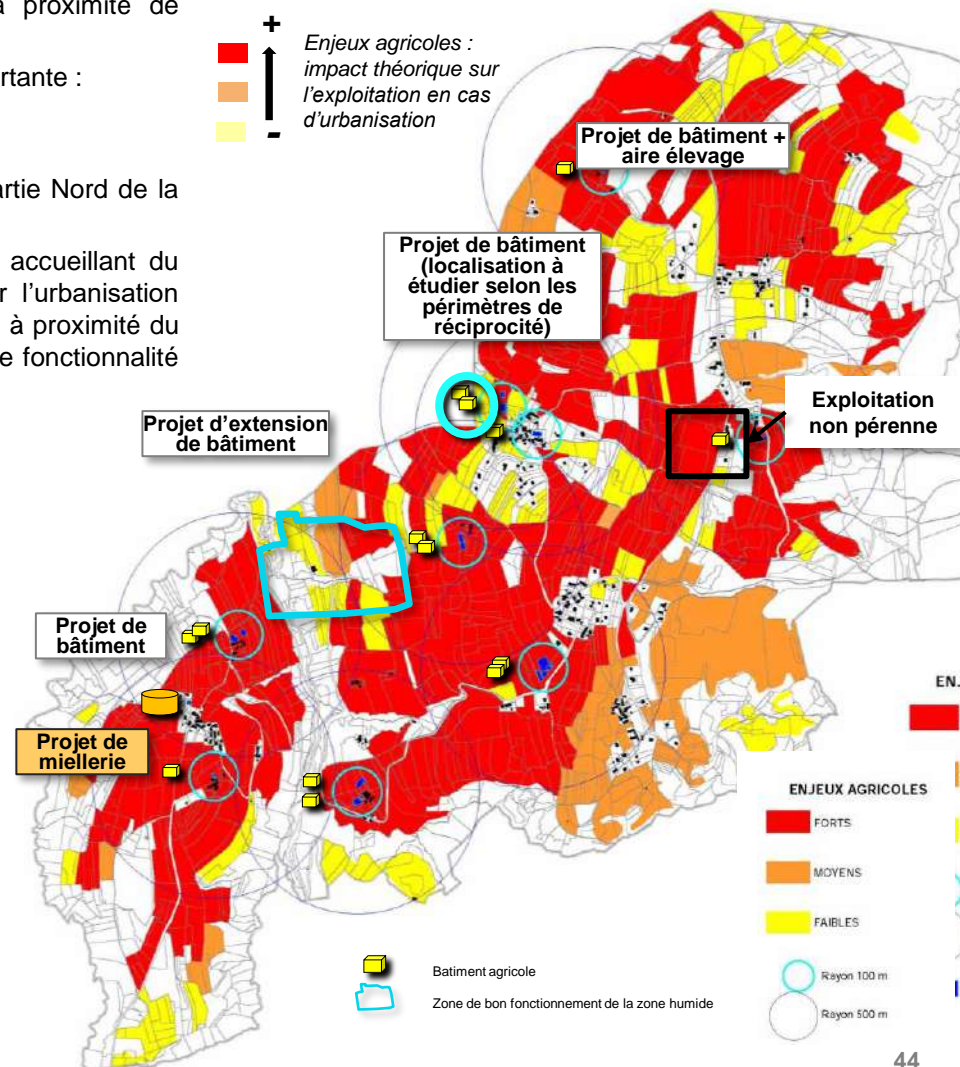 à proximité de
rtante :
artie Nord de la
accueillant du
r l'urbanisation
à proximité du
e fonctionnalité
+
-
Enjeux agricoles :
impact théorique sur
l'exploitation en cas
d'urbanisation
Projet de bâtiment +
aire élevage
Projet de bâtiment
(localisation à
étudier selon les
périmètres de
réciprocité)
Exploitation
non pérenne
Projet d'extension
de bâtiment
Projet de
bâtiment
Projet de
miellerie
EN
ENJEUX AGRICOLES
FORTS
MOYENS
FAIBLES
Rayon 100 m
Rayon 500 m
Batiment agricole
Zone de bon fonctionnement de la zone humide
44